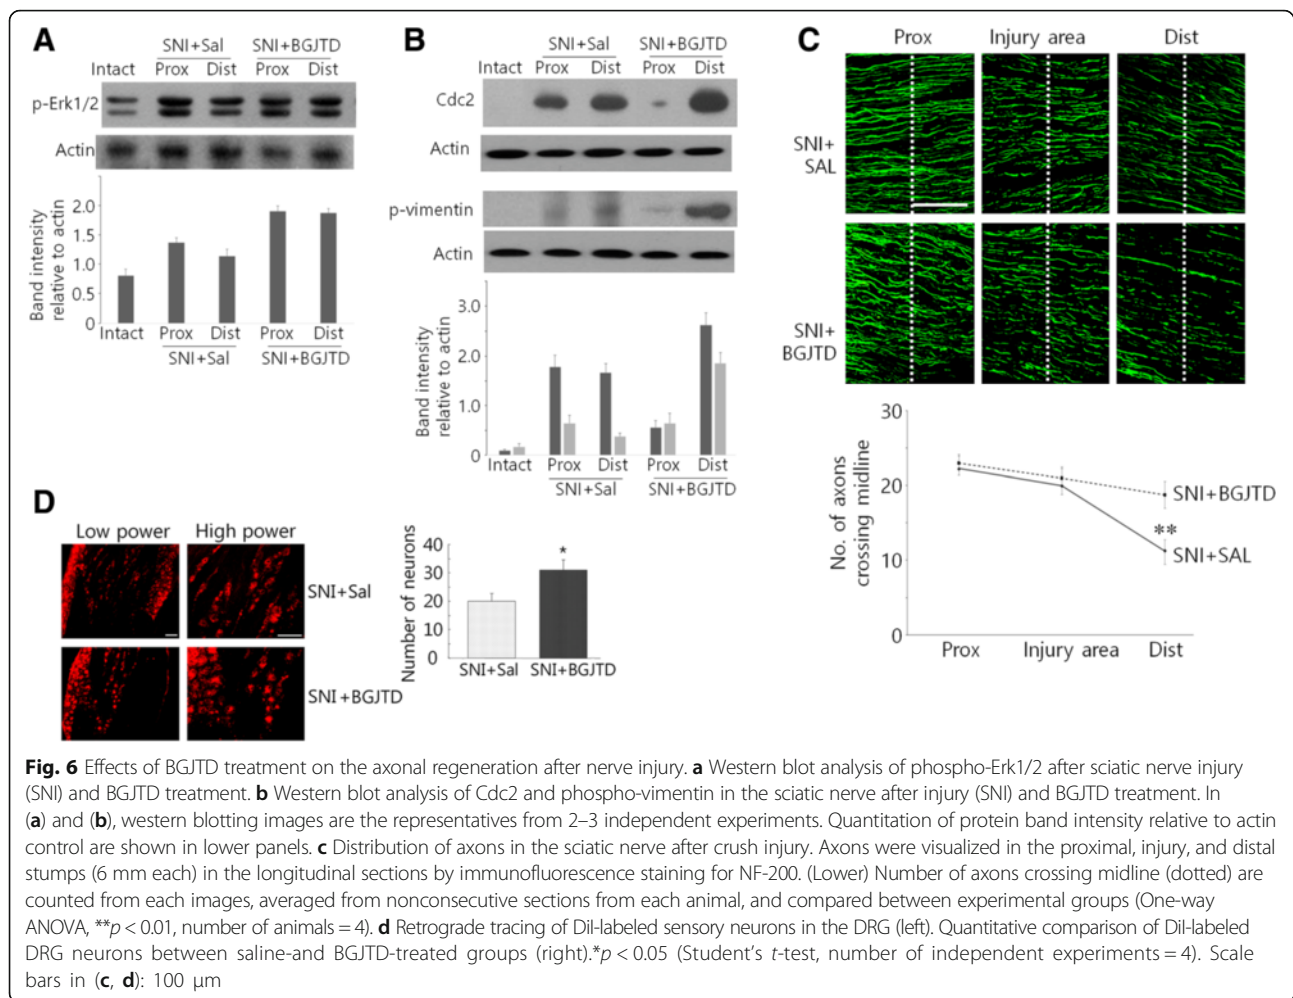 A
SNI+Sal SNI+BGJTD
Intact Prox Dist Prox Dist
p-Erk1/2
Actin
Band intensity
relative to actin
2.0
1.5
1.0
0.5
0
Intact Prox Dist Prox Dist
SNI+Sal SNI+BGJTD
B
SNI+Sal SNI+BGJTD
Intact Prox Dist Prox Dist
Cdc2
Actin
p-vimentin
Actin
Band intensity
relative to actin
3.0
2.0
1.0
0
Intact Prox Dist Prox Dist
SNI+Sal SNI+BGJTD
C
Prox Injury area Dist
SNI+
SAL
SNI+
BGJTD
No. of axons
crossing midline
30
20
10
0
SNI+BGJTD
**
SNI+SAL
Prox Injury area Dist
D
Low power High power
SNI+Sal
SNI+BGJTD
Number of neurons
40
30
20
10
0
*
SNI+Sal SNI+BGJTD
Fig. 6 Effects of BGJTD treatment on the axonal regeneration after nerve injury. a Western blot analysis of phospho-Erk1/2 after sciatic nerve injury
(SNI) and BGJTD treatment. b Western blot analysis of Cdc2 and phospho-vimentin in the sciatic nerve after injury (SNI) and BGJTD treatment. In
(a) and (b), western blotting images are the representatives from 2–3 independent experiments. Quantitation of protein band intensity relative to actin
control are shown in lower panels. c Distribution of axons in the sciatic nerve after crush injury. Axons were visualized in the proximal, injury, and distal
stumps (6 mm each) in the longitudinal sections by immunofluorescence staining for NF-200. (Lower) Number of axons crossing midline (dotted) are
counted from each images, averaged from nonconsecutive sections from each animal, and compared between experimental groups (One-way
ANOVA, **p < 0.01, number of animals = 4). d Retrograde tracing of DiI-labeled sensory neurons in the DRG (left). Quantitative comparison of DiI-labeled
DRG neurons between saline-and BGJTD-treated groups (right).*p < 0.05 (Student's t-test, number of independent experiments = 4). Scale
bars in (c, d): 100 μm